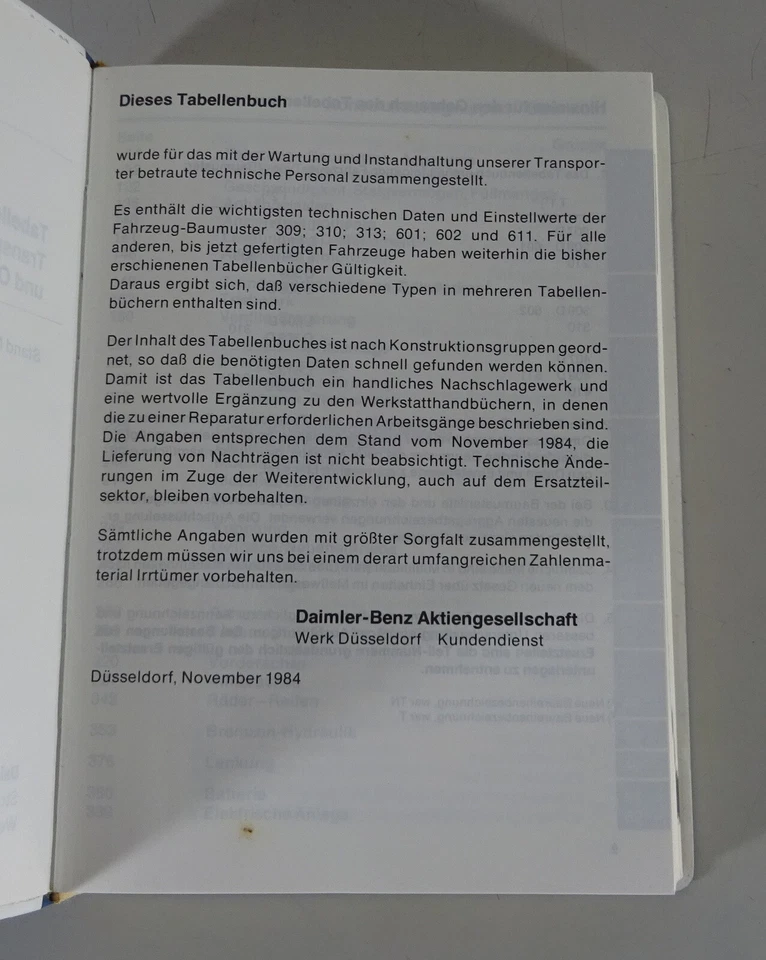 Dieses Tabellenbuch
wurde für das mit der Wartung und Instandhaltung unserer Transpor-
ter betraute technische Personal zusammengestellt.
Es enthält die wichtigsten technischen Daten und Einstellwerte der
Fahrzeug-Baumuster 309; 310; 313; 601; 602 und 611. Für alle
anderen, bis jetzt gefertigten Fahrzeuge haben weiterhin die bisher
erschienenen Tabellenbücher Gültigkeit.
Daraus ergibt sich, daß verschiedene Typen in mehreren Tabellen-
büchern enthalten sind.
Der Inhalt des Tabellenbuches ist nach Konstruktionsgruppen geord-
net, so daß die benötigten Daten schnell gefunden werden können.
Damit ist das Tabellenbuch ein handliches Nachschlagewerk und
eine wertvolle Ergänzung zu den Werkstatthandbüchern, in denen
die zu einer Reparatur erforderlichen Arbeitsgänge beschrieben sind.
Die Angaben entsprechen dem Stand vom November 1984, die
Lieferung von Nachträgen ist nicht beabsichtigt. Technische Ände-
rungen im Zuge der Weiterentwicklung, auch auf dem Ersatzteil-
sektor, bleiben vorbehalten.
Sämtliche Angaben wurden mit größter Sorgfalt zusammengestellt,
trotzdem müssen wir uns bei einem derart umfangreichen Zahlenma-
terial Irrtümer vorbehalten.
Daimler-Benz Aktiengesellschaft
Werk Düsseldorf Kundendienst
Düsseldorf, November 1984